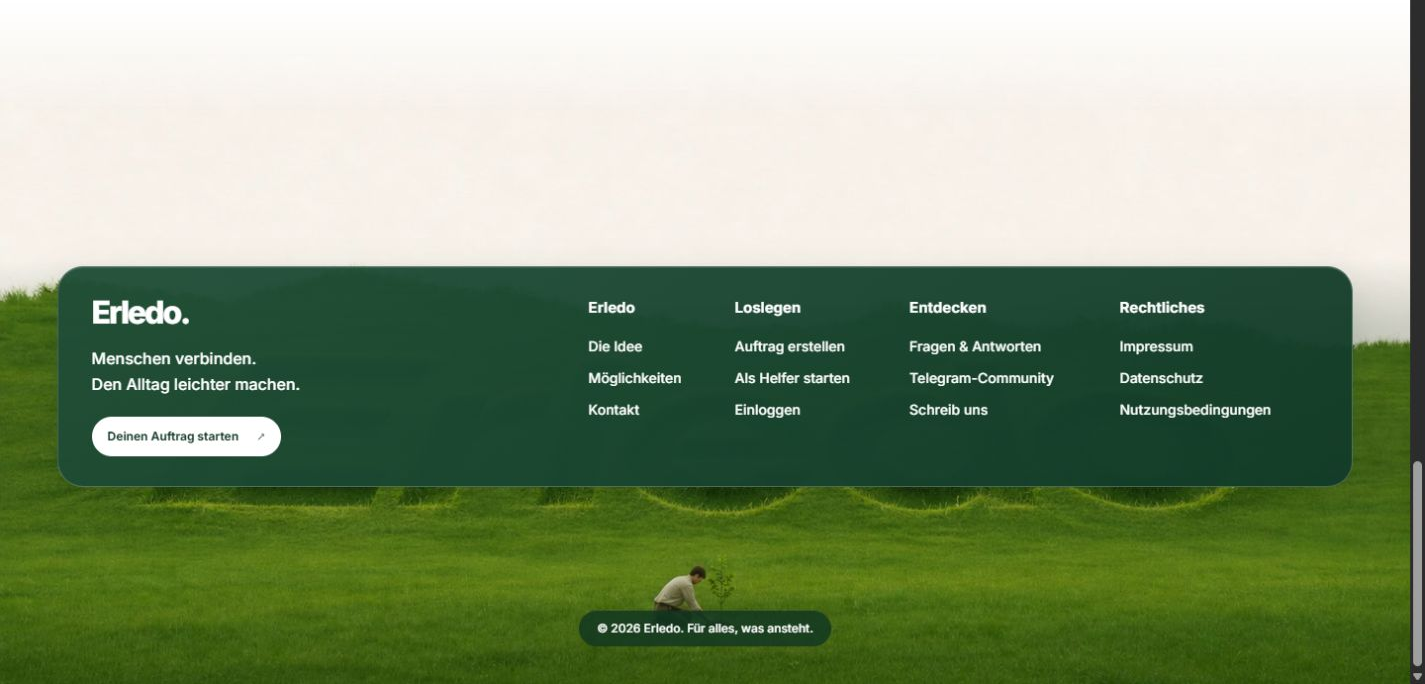 Erledo.
Menschen verbinden.
Den Alltag leichter machen.
Deinen Auftrag starten ↗
Erledo
Die Idee
Möglichkeiten
Kontakt
Loslegen
Auftrag erstellen
Als Helfer starten
Einloggen
Entdecken
Fragen & Antworten
Telegram-Community
Schreib uns
Rechtliches
Impressum
Datenschutz
Nutzungsbedingungen
© 2026 Erledo. Für alles, was ansteht.